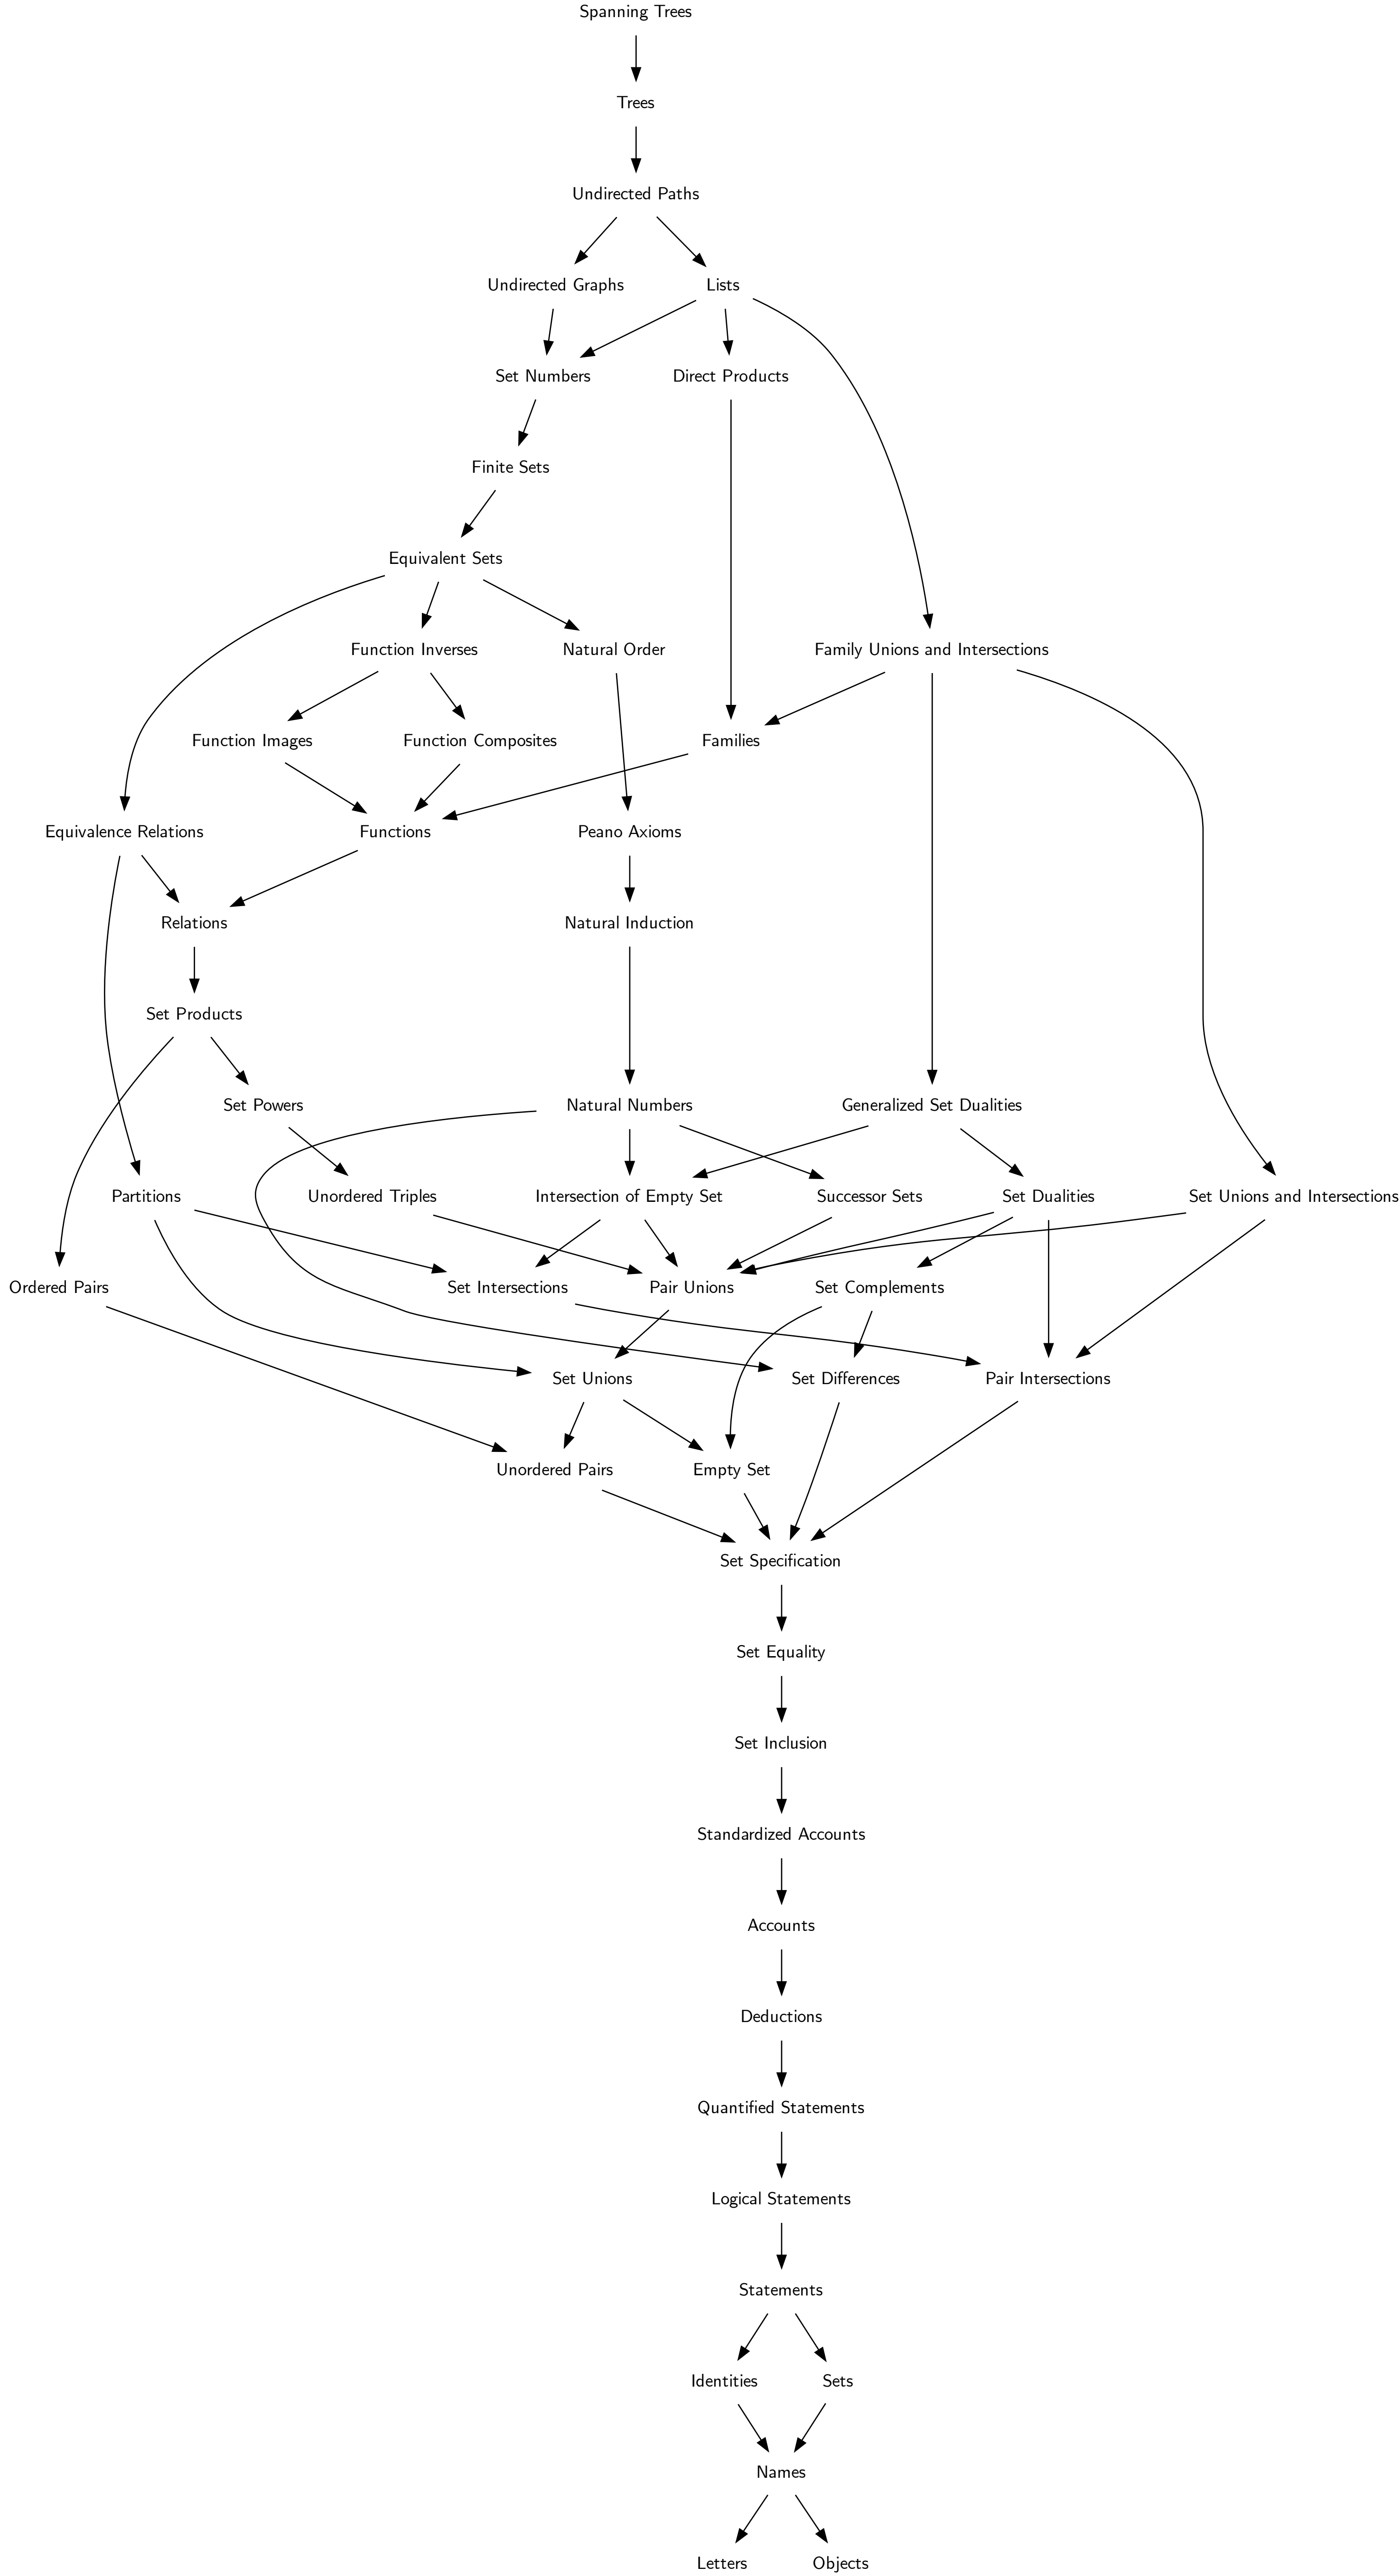 Spanning Trees
Trees
Undirected Paths
Undirected Graphs
Lists
Set Numbers
Direct Products
Finite Sets
Equivalent Sets
Function Inverses
Natural Order
Family Unions and Intersections
Function Images
Function Composites
Families
Equivalence Relations
Functions
Peano Axioms
Relations
Natural Induction
Set Products
Set Powers
Natural Numbers
Generalized Set Dualities
Partitions
Unordered Triples
Intersection of Empty Set
Successor Sets
Set Dualities
Set Unions and Intersections
Ordered Pairs
Set Intersections
Pair Unions
Set Complements
Set Unions
Set Differences
Pair Intersections
Unordered Pairs
Empty Set
Set Specification
Set Equality
Set Inclusion
Standardized Accounts
Accounts
Deductions
Quantified Statements
Logical Statements
Statements
Identities
Sets
Names
Letters
Objects